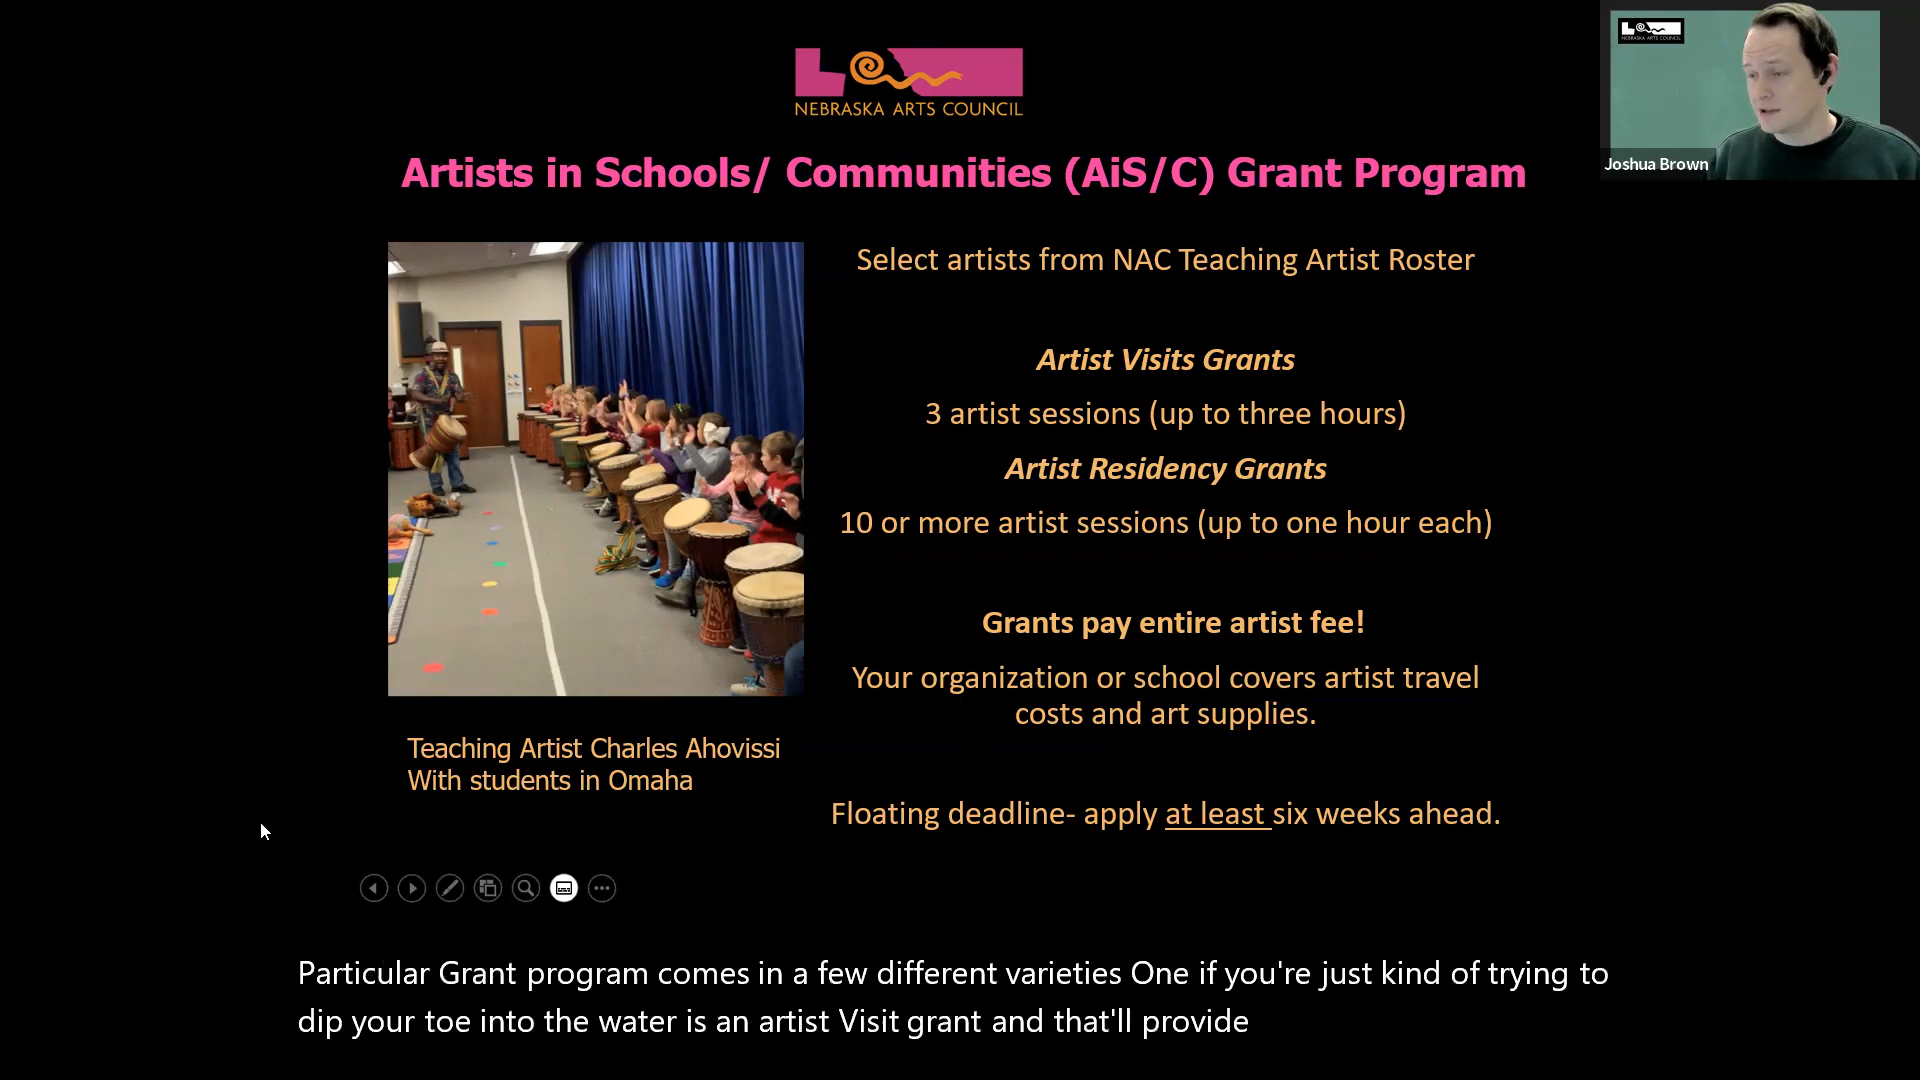 NEBRASKA ARTS COUNCIL
NEBRASKA ARTS COUNCIL
Joshua Brown
Artists in Schools/ Communities (AiS/C) Grant Program
Select artists from NAC Teaching Artist Roster
Artist Visits Grants
3 artist sessions (up to three hours)
Artist Residency Grants
10 or more artist sessions (up to one hour each)
Grants pay entire artist fee!
Your organization or school covers artist travel
costs and art supplies.
Teaching Artist Charles Ahovissi
With students in Omaha
Floating deadline- apply at least six weeks ahead.
Particular Grant program comes in a few different varieties One if you're just kind of trying to
dip your toe into the water is an artist Visit grant and that'll provide